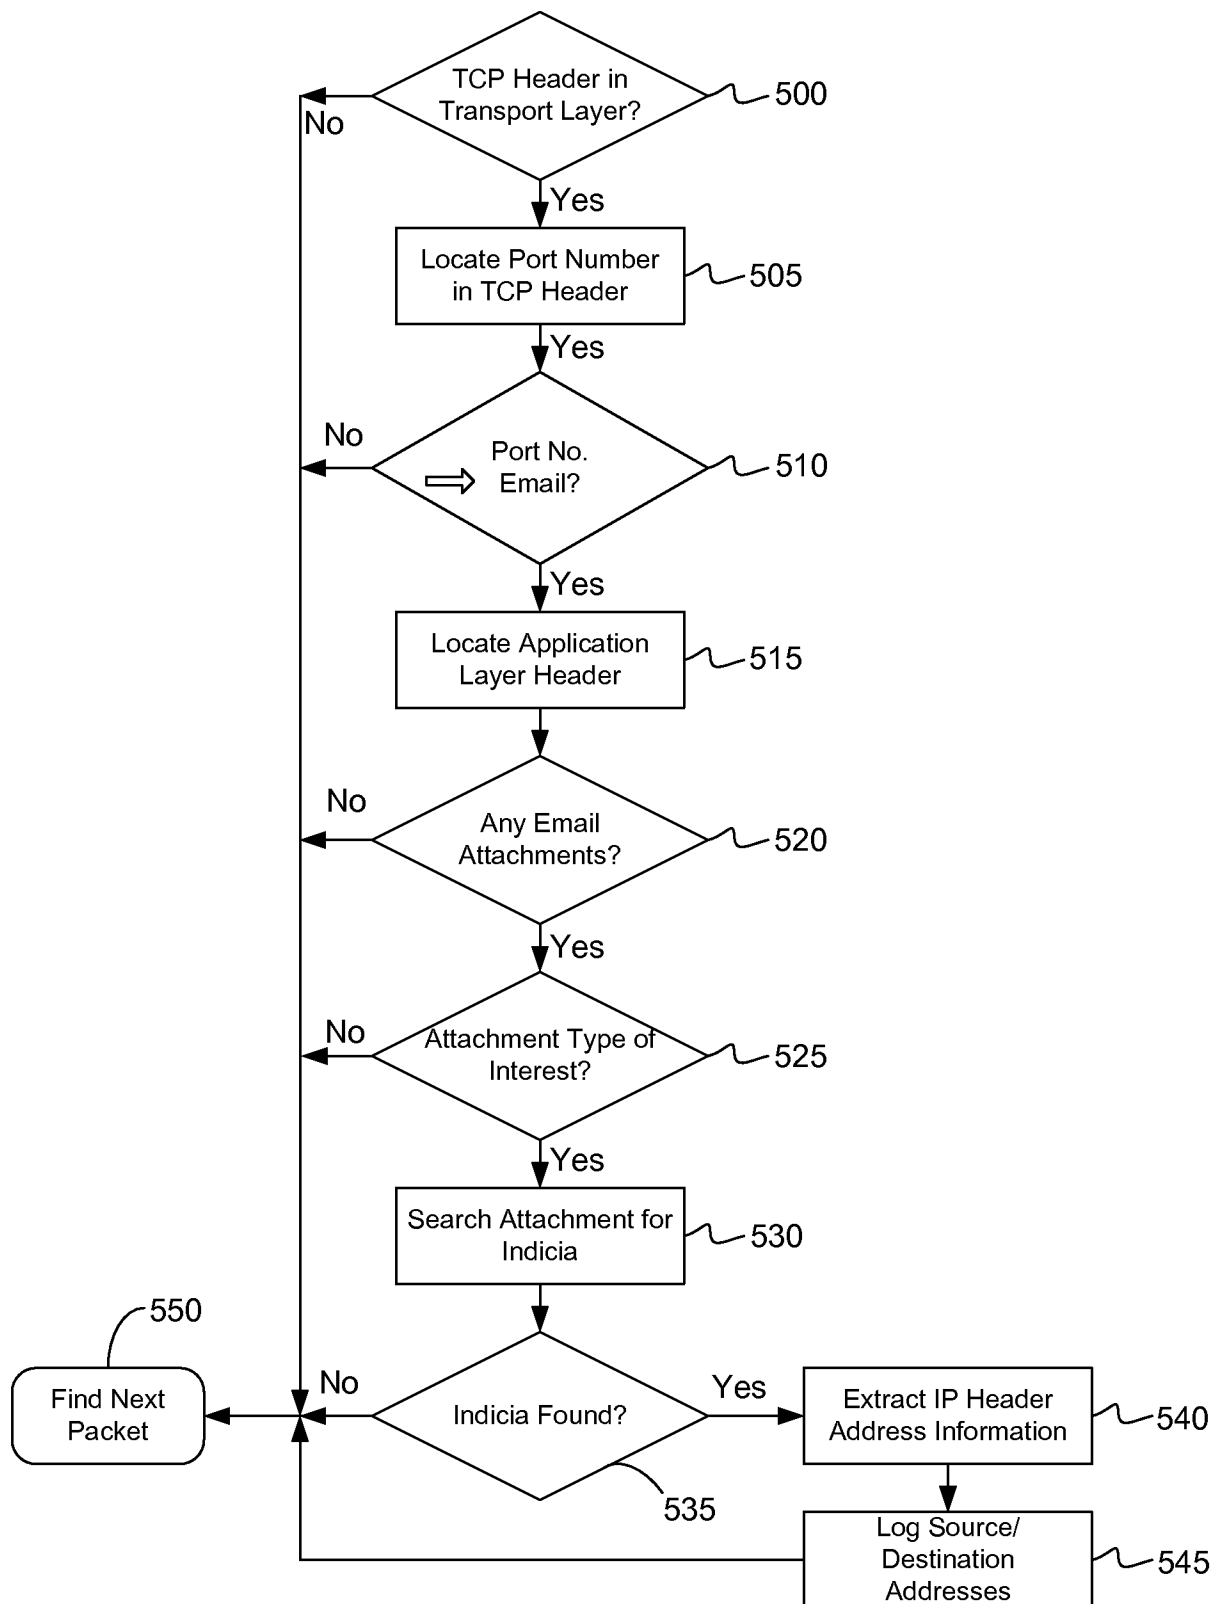 TCP Header in
Transport Layer?
500
No
Yes
Locate Port Number
in TCP Header
505
Yes
Port No.
Email?
510
No
Yes
Locate Application
Layer Header
515
Any Email
Attachments?
520
No
Yes
Attachment Type of
Interest?
525
No
Yes
Search Attachment for
Indicia
530
550
Find Next
Packet
No
Indicia Found?
535
Yes
Extract IP Header
Address Information
540
Log Source/
Destination
Addresses
545